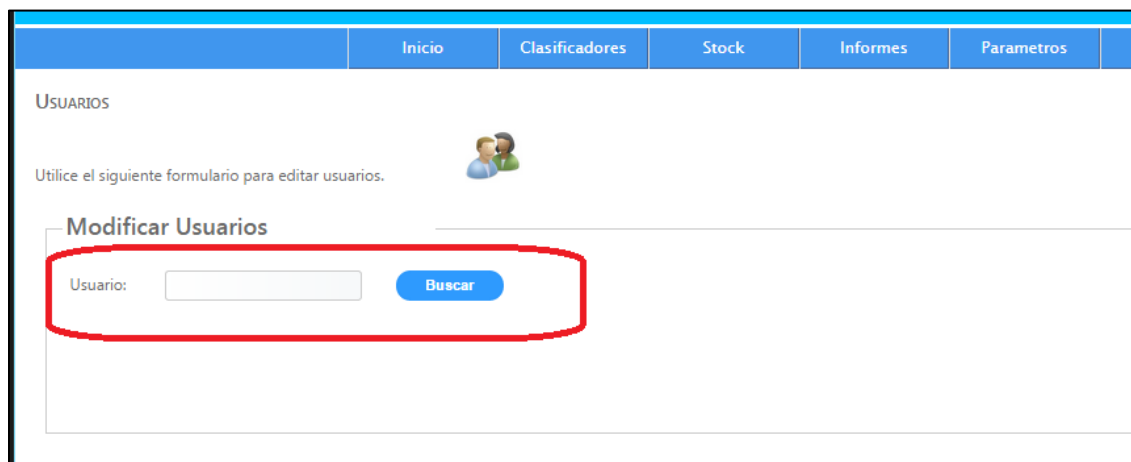 Inicio Clasificadores Stock Informes Parametros
Usuarios
Utilice el siguiente formulario para editar usuarios.
Modificar Usuarios
Usuario: Buscar